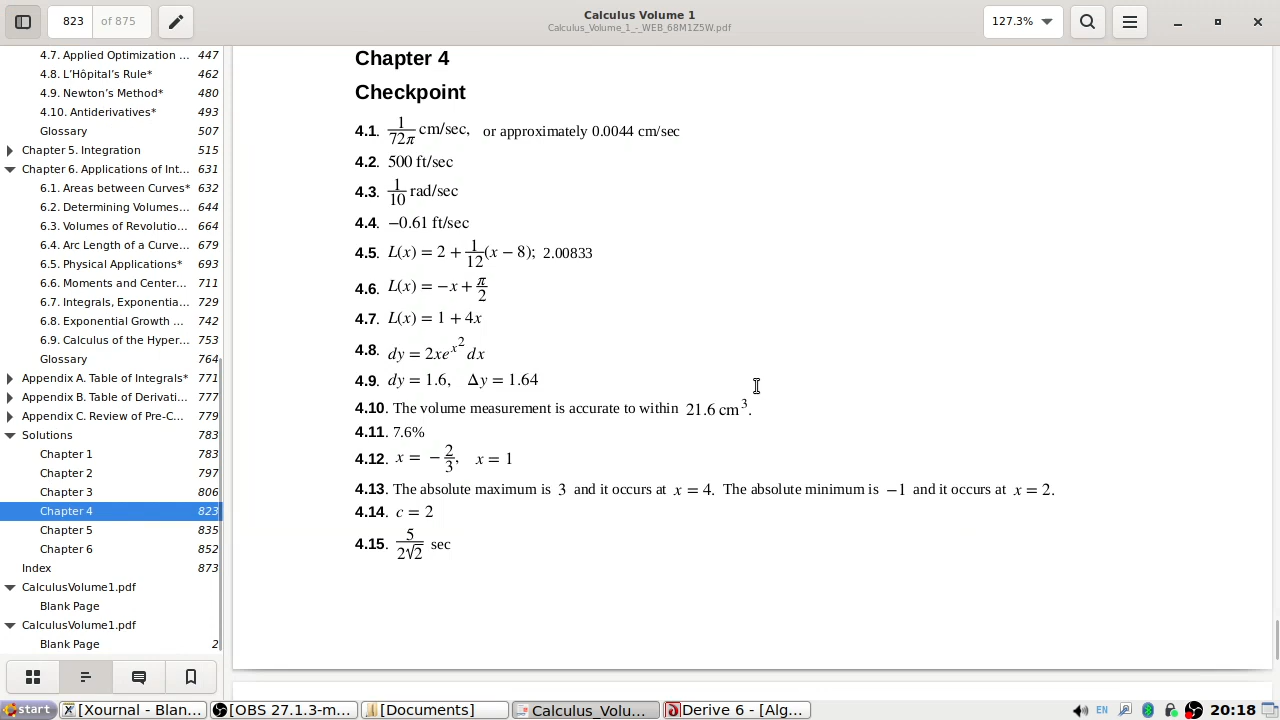 823 of 875
Calculus Volume 1
Calculus_Volume_1_-_WEB_68M1Z5W.pdf
127.3%
4.7. Applied Optimization ... 447
4.8. L'Hôpital's Rule* 462
4.9. Newton's Method* 480
4.10. Antiderivatives* 493
Glossary 507
Chapter 5. Integration 515
Chapter 6. Applications of Int... 631
6.1. Areas between Curves* 632
6.2. Determining Volumes... 644
6.3. Volumes of Revolutio... 664
6.4. Arc Length of a Curve... 679
6.5. Physical Applications* 693
6.6. Moments and Center... 711
6.7. Integrals, Exponentia... 729
6.8. Exponential Growth ... 742
6.9. Calculus of the Hyper... 753
Glossary 764
Appendix A. Table of Integrals* 771
Appendix B. Table of Derivati... 777
Appendix C. Review of Pre-C... 779
Solutions 783
Chapter 1 783
Chapter 2 797
Chapter 3 806
Chapter 4 823
Chapter 5 835
Chapter 6 852
Index 873
CalculusVolume1.pdf
Blank Page
CalculusVolume1.pdf
Blank Page 2
Chapter 4
Checkpoint
4.1. 1/72π cm/sec, or approximately 0.0044 cm/sec
4.2. 500 ft/sec
4.3. 1/10 rad/sec
4.4. −0.61 ft/sec
4.5. L(x) = 2 + 1/12(x − 8); 2.00833
4.6. L(x) = −x + π/2
4.7. L(x) = 1 + 4x
4.8. dy = 2xe^x^2 dx
4.9. dy = 1.6, Δy = 1.64
4.10. The volume measurement is accurate to within 21.6 cm³.
4.11. 7.6%
4.12. x = −2/3, x = 1
4.13. The absolute maximum is 3 and it occurs at x = 4. The absolute minimum is −1 and it occurs at x = 2.
4.14. c = 2
4.15. 5/2√2 sec
start [Xournal - Blan... [OBS 27.1.3-m... [Documents] Calculus_Volu... Derive 6 - [Alg... EN 20:18